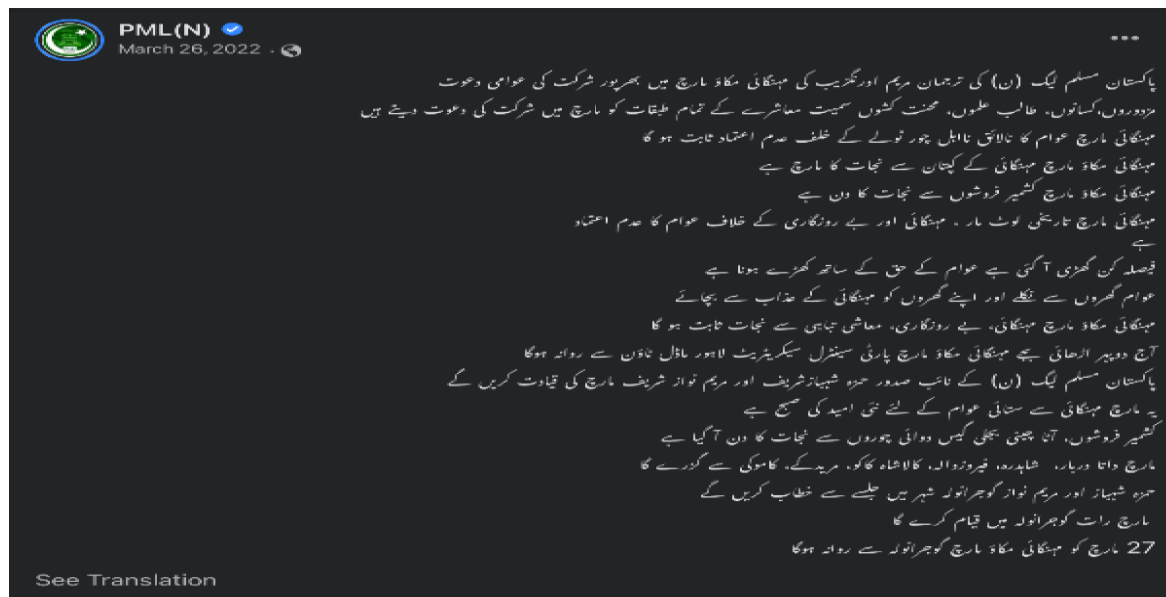 PML(N)
March 26, 2022 ·
پاکستان مسلم لیگ (ن) کی ترجمان مریم اورنگزیب کی مہنگائی مکاؤ مارچ میں بھرپور شرکت کی عوامی دعوت
مزدوروں،کسانوں، طالب علموں، محنت کشوں سمیت معاشرے کے تمام طبقات کو مارچ میں شرکت کی دعوت دیتے ہیں
مہنگائی مارچ عوام کا نالائق نااہل چور ٹولے کے خلف عدم اعتماد ثابت ہو گا
مہنگائی مکاؤ مارچ مہنگائی کے کپتان سے نجات کا مارچ ہے
مہنگائی مکاؤ مارچ کشمیر فروشوں سے نجات کا دن ہے
مہنگائی مارچ تاریخی لوٹ مار ۔ مہنگائی اور بے روزگاری کے خلاف عوام کا عدم اعتماد
ہے
فیصلہ کن گھڑی آ گئی ہے عوام کے حق کے ساتھ کھڑے ہونا ہے
عوام گھروں سے نکلے اور اپنے گھروں کو مہنگائی کے عذاب سے بچائے
مہنگائی مکاؤ مارچ مہنگائی، بے روزگاری، معاشی تباہی سے نجات ثابت ہو گا
آج دوپہر اڑھائی بجے مہنگائی مکاؤ مارچ پارٹی سینٹرل سیکریٹریٹ لاہور ماڈل ٹاؤن سے روانہ ہوگا
پاکستان مسلم لیگ (ن) کے نائب صدور حمزہ شہبازشریف اور مریم نواز شریف مارچ کی قیادت کریں گے
یہ مارچ مہنگائی سے ستائی عوام کے لئے نئی امید کی صبح ہے
کشمیر فروشوں، آٹا چینی بجلی گیس دوائی چوروں سے نجات کا دن آ گیا ہے
مارچ داتا دربار، شاہدرہ، فیروزوالہ، کالاشاہ کاکو، مریدکے، کاموکی سے گزرے گا
حمزہ شہباز اور مریم نواز گوجرانولہ شہر میں جلسے سے خطاب کریں گے
مارچ رات گوجرانولہ میں قیام کرے گا
27 مارچ کو مہنگائی مکاؤ مارچ گوجرانولہ سے روانہ ہوگا
See Translation